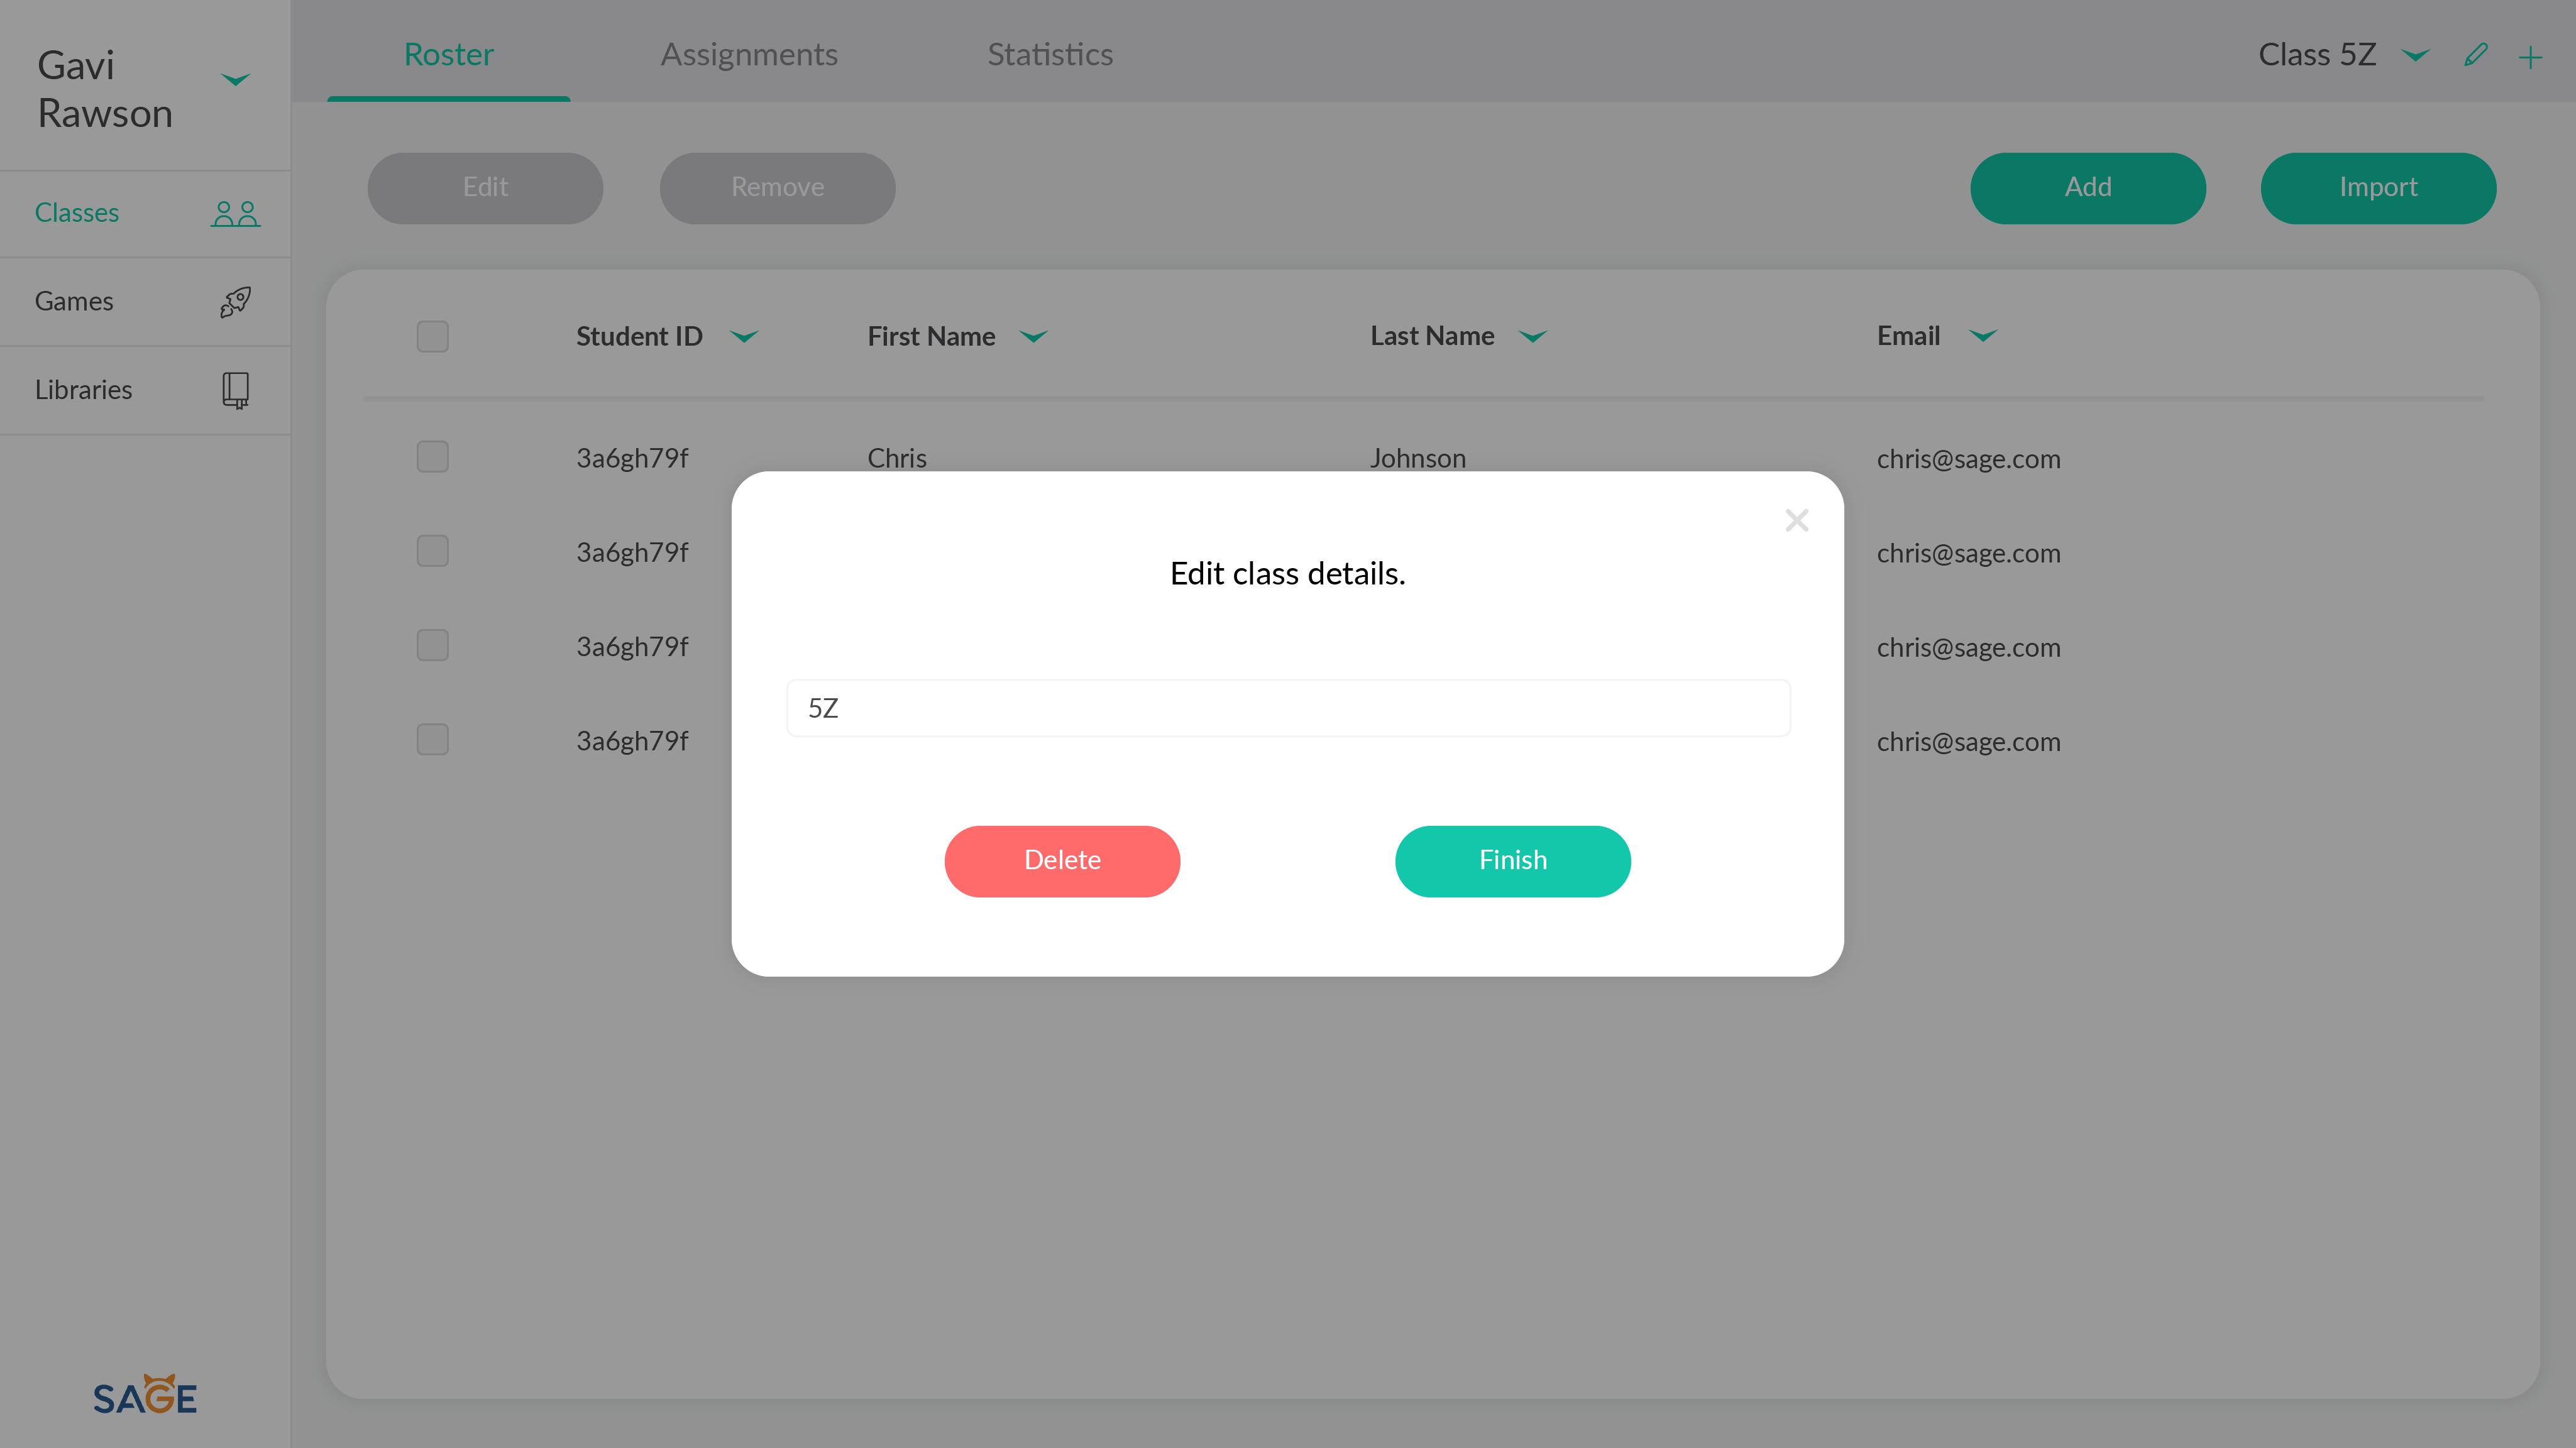 Gavi
Rawson
Classes
Games
Libraries
SAGE
Roster Assignments Statistics Class 5Z
Edit Remove Add Import
Student ID First Name Last Name Email
3a6gh79f Chris Johnson chris@sage.com
3a6gh79f chris@sage.com
3a6gh79f chris@sage.com
3a6gh79f chris@sage.com
Edit class details.
5Z
Delete Finish